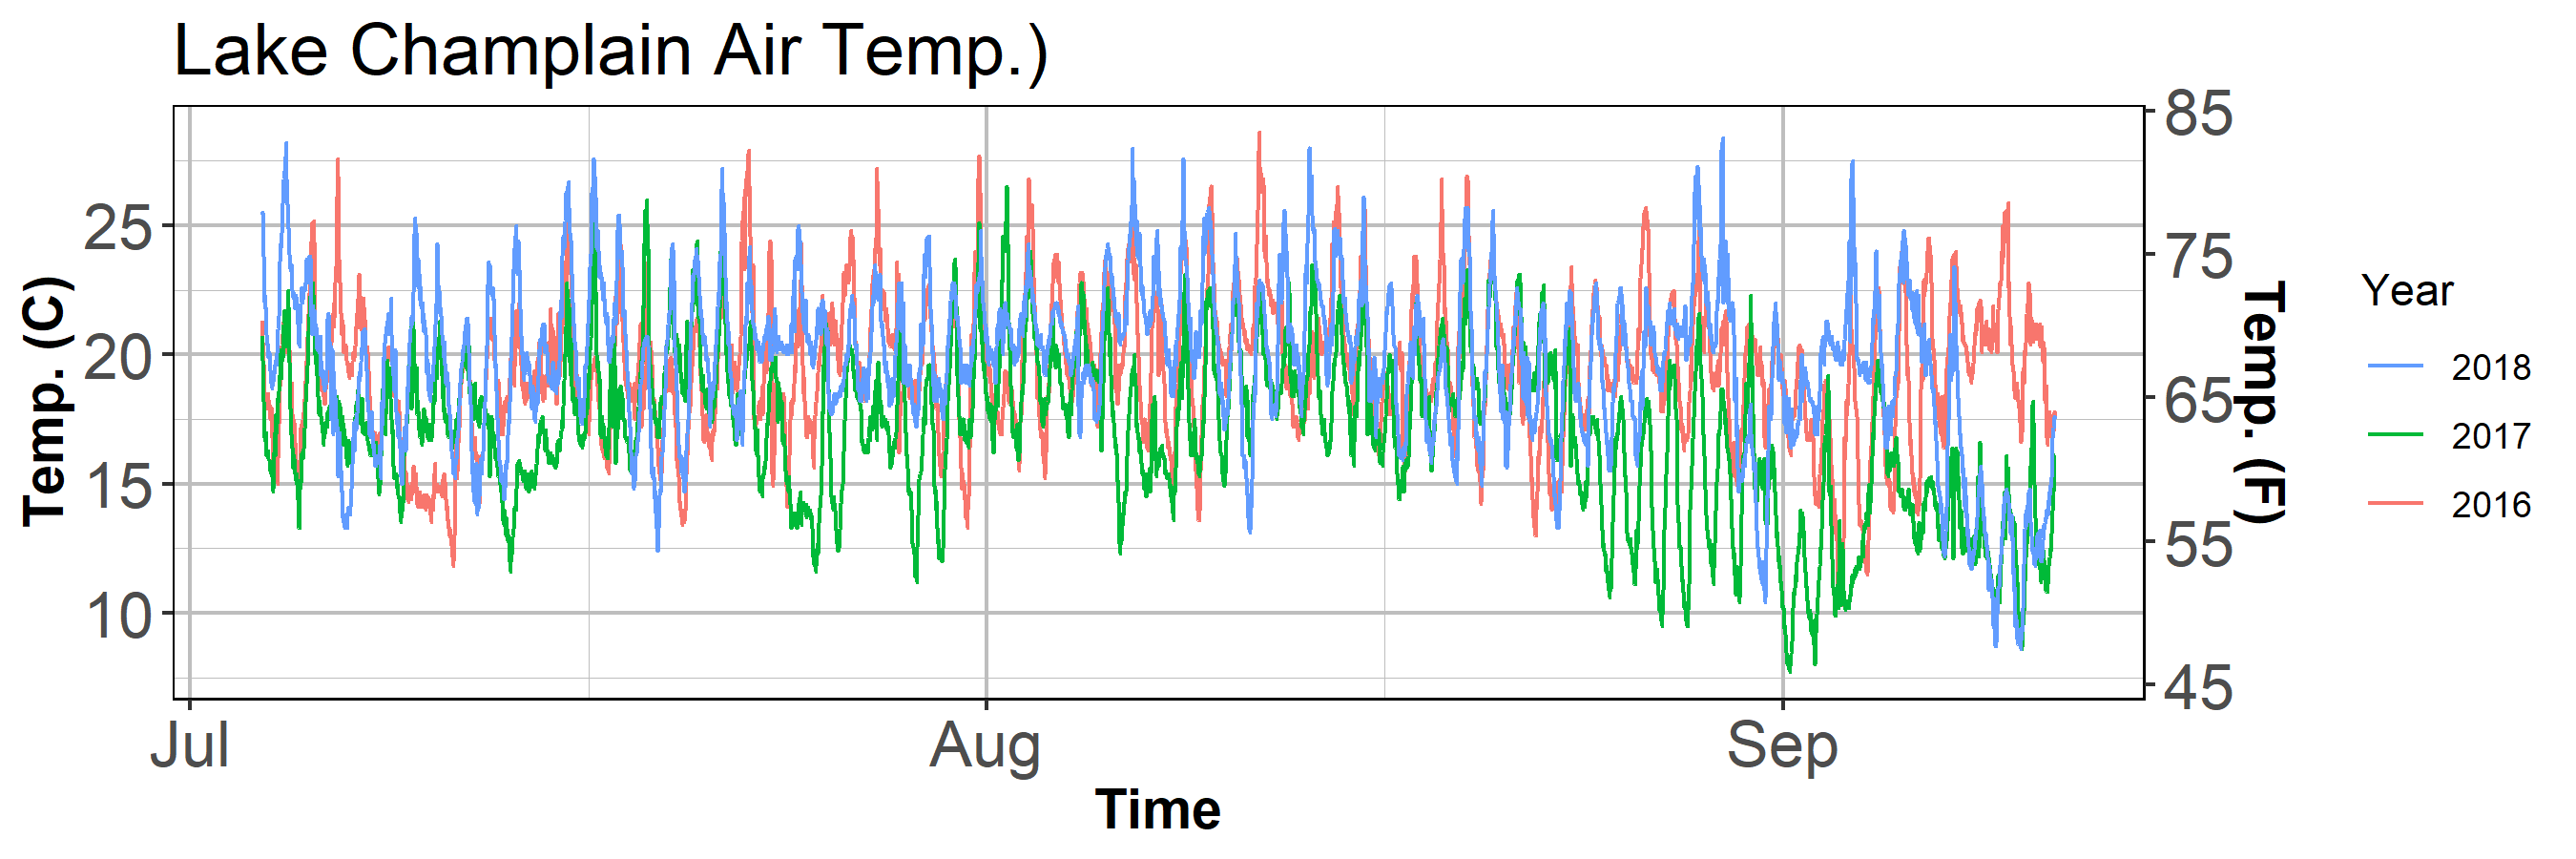 Lake Champlain Air Temp.)
Temp. (C)
25
20
15
10
85
75
65
55
45
Temp. (F)
Jul
Aug
Sep
Time
Year
2018
2017
2016